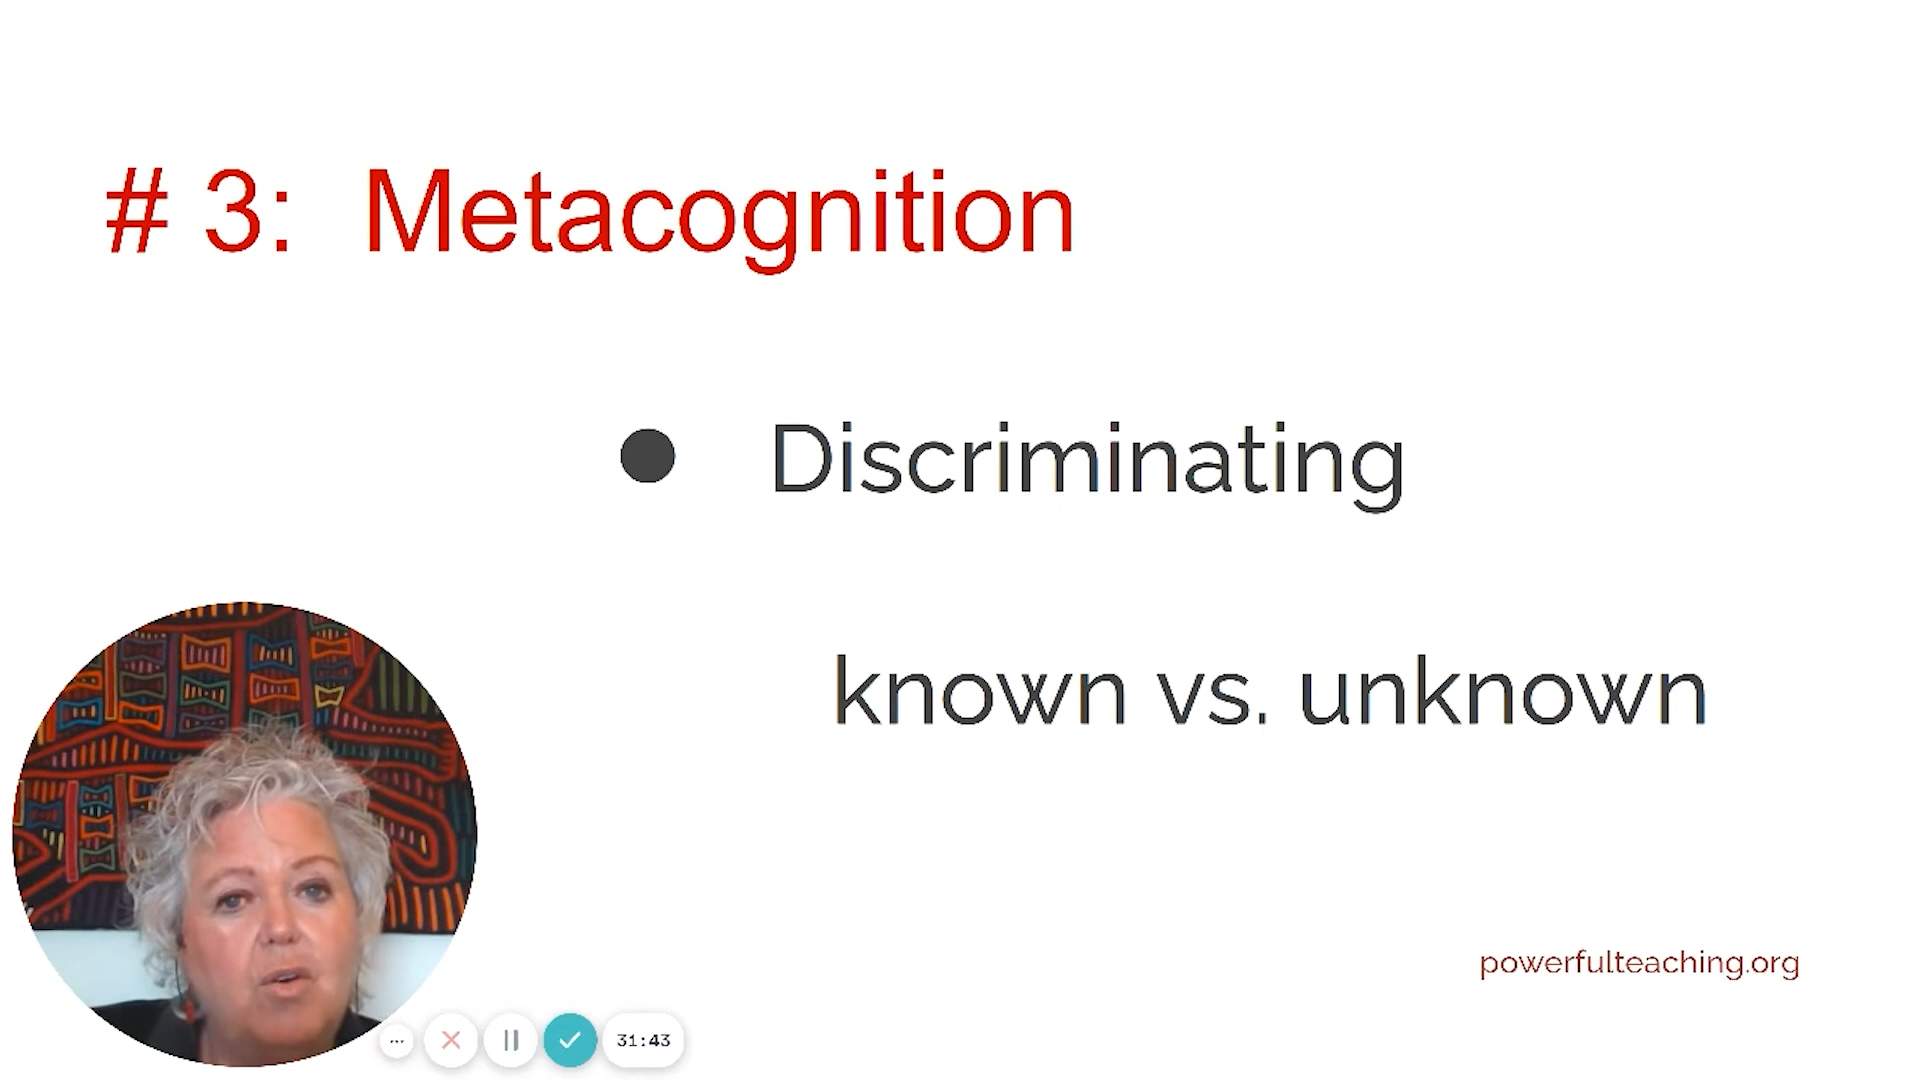 # 3: Metacognition
● Discriminating
known vs. unknown
powerfulteaching.org
31:43